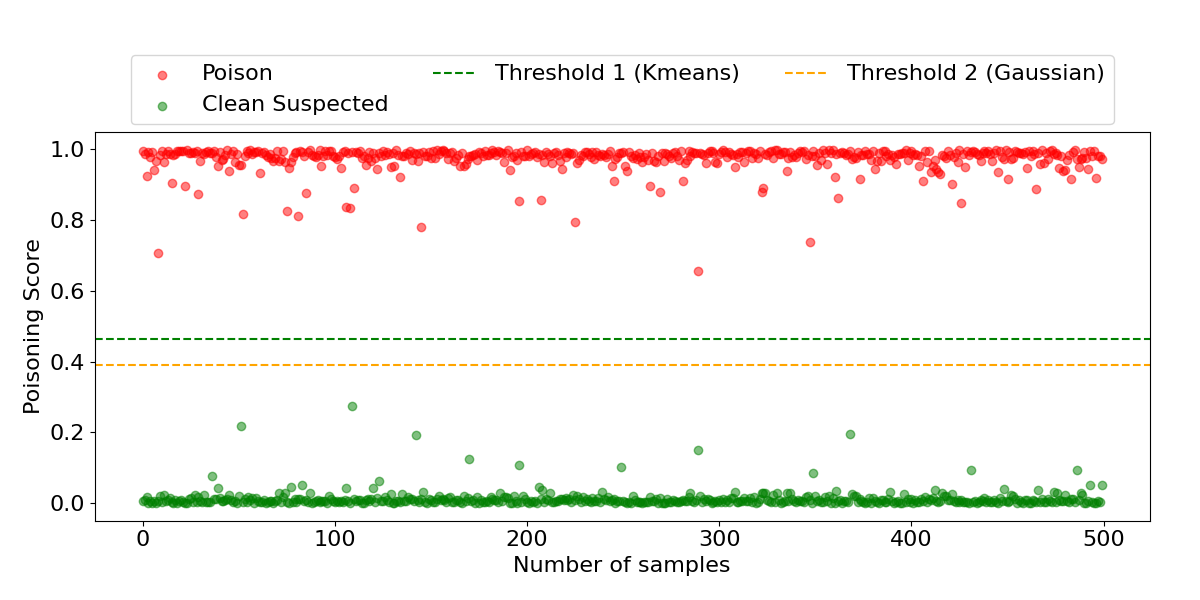 Poison
Clean Suspected
Threshold 1 (Kmeans)
Threshold 2 (Gaussian)
Poisoning Score
1.0
0.8
0.6
0.4
0.2
0.0
0 100 200 300 400 500
Number of samples